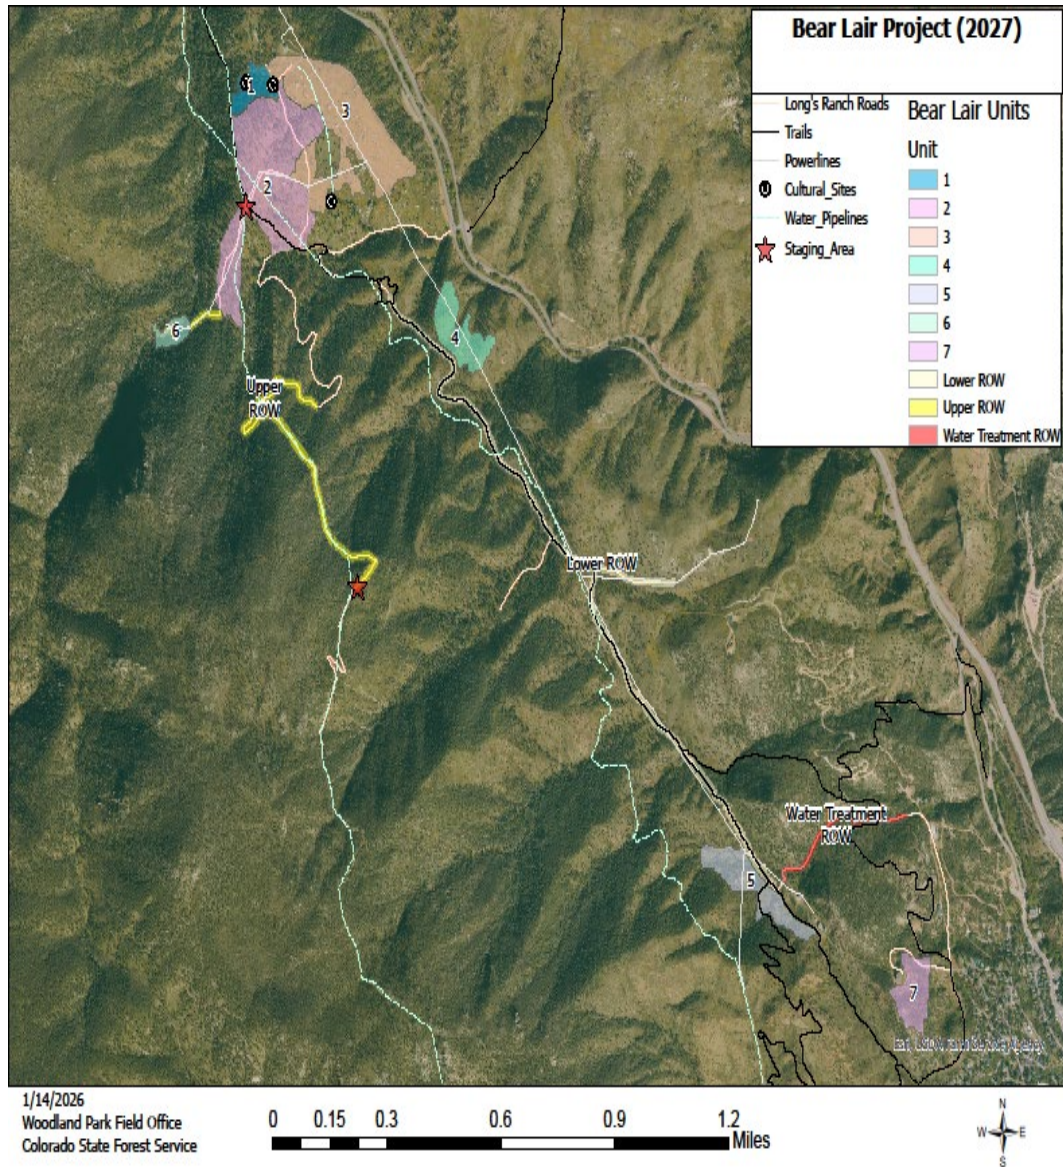 Bear Lair Project (2027)
Long's Ranch Roads
Trails
Powerlines
Cultural_Sites
Water_Pipelines
Staging_Area
Bear Lair Units
Unit
1
2
3
4
5
6
7
Lower ROW
Upper ROW
Water Treatment ROW
1
3
2
6
4
Upper
ROW
Lower ROW
Water Treatment
ROW
5
7
1/14/2026
Woodland Park Field Office
Colorado State Forest Service
0 0.15 0.3 0.6 0.9 1.2
Miles
N
W E
S